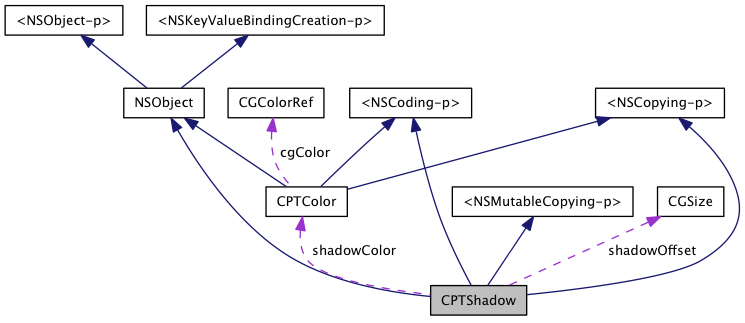 <NSObject-p>
<NSKeyValueBindingCreation-p>
NSObject
CGColorRef
<NSCoding-p>
<NSCopying-p>
cgColor
CPTColor
<NSMutableCopying-p>
CGSize
shadowColor
shadowOffset
CPTShadow